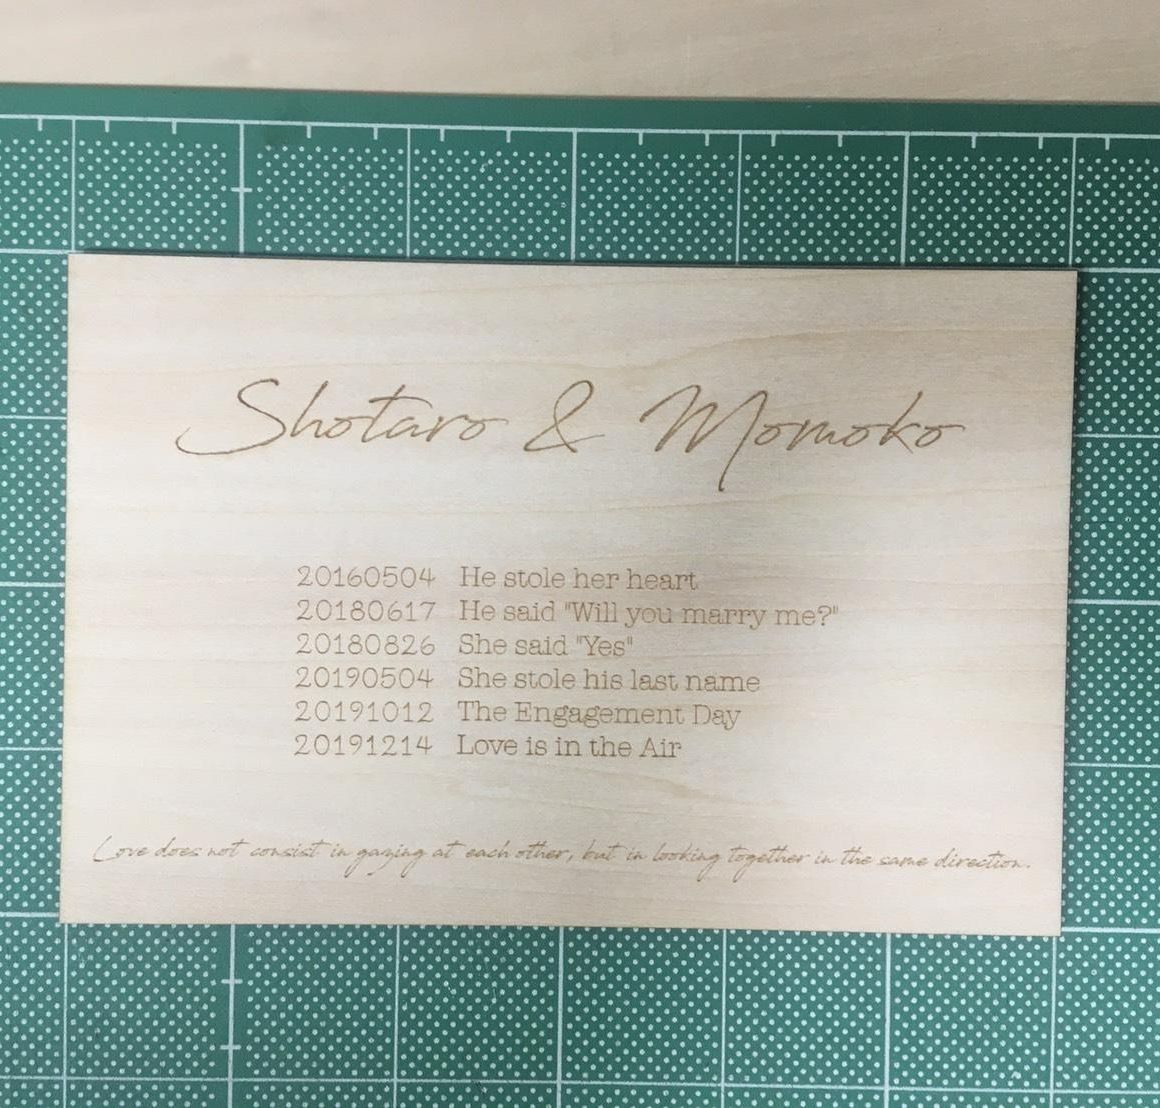 Shotaro & Momoko
20160504 He stole her heart
20180617 He said "Will you marry me?"
20180826 She said "Yes"
20190504 She stole his last name
20191012 The Engagement Day
20191214 Love is in the Air
Love does not consist in gazing at each other, but in looking together in the same direction.